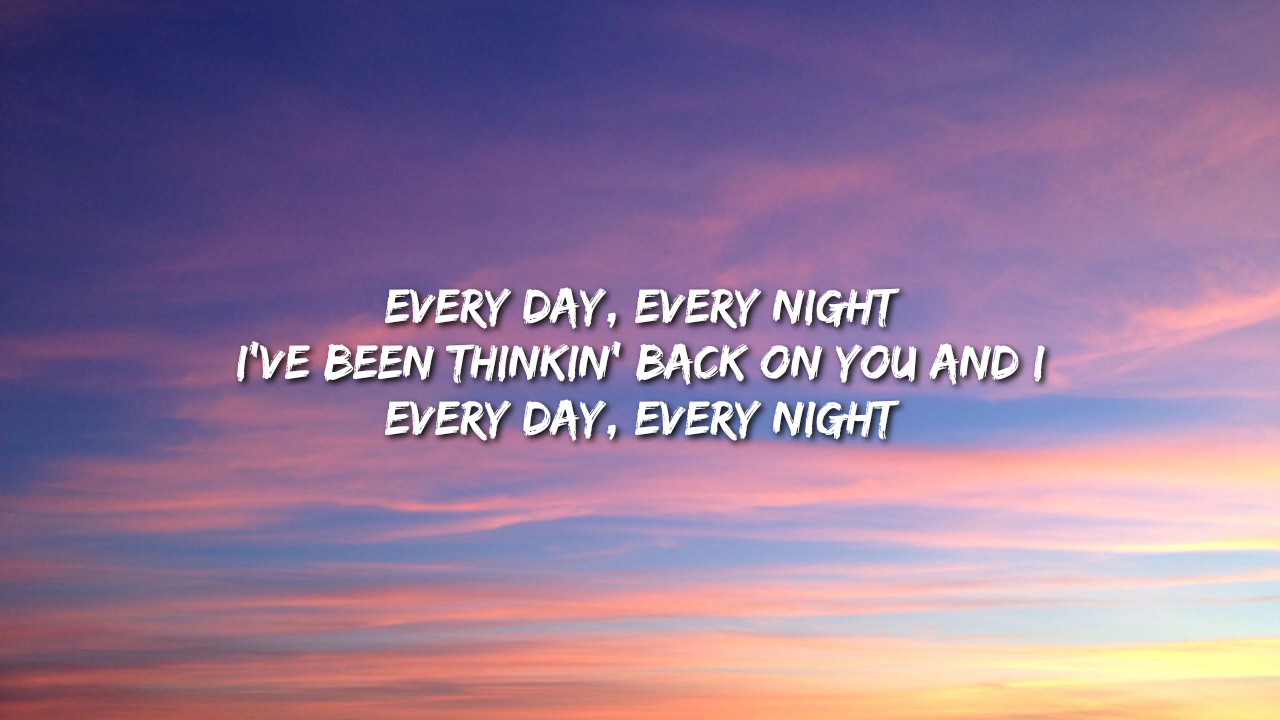 EVERY DAY, EVERY NIGHT
I'VE BEEN THINKIN' BACK ON YOU AND I
EVERY DAY, EVERY NIGHT